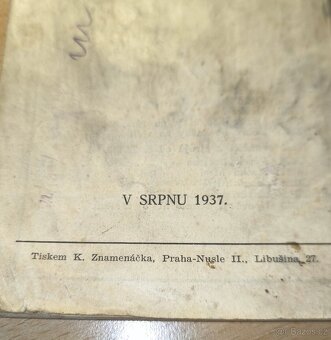 V SRPNU 1937.
Tiskem K. Znamenáčka, Praha-Nusle II., Libušina 27.